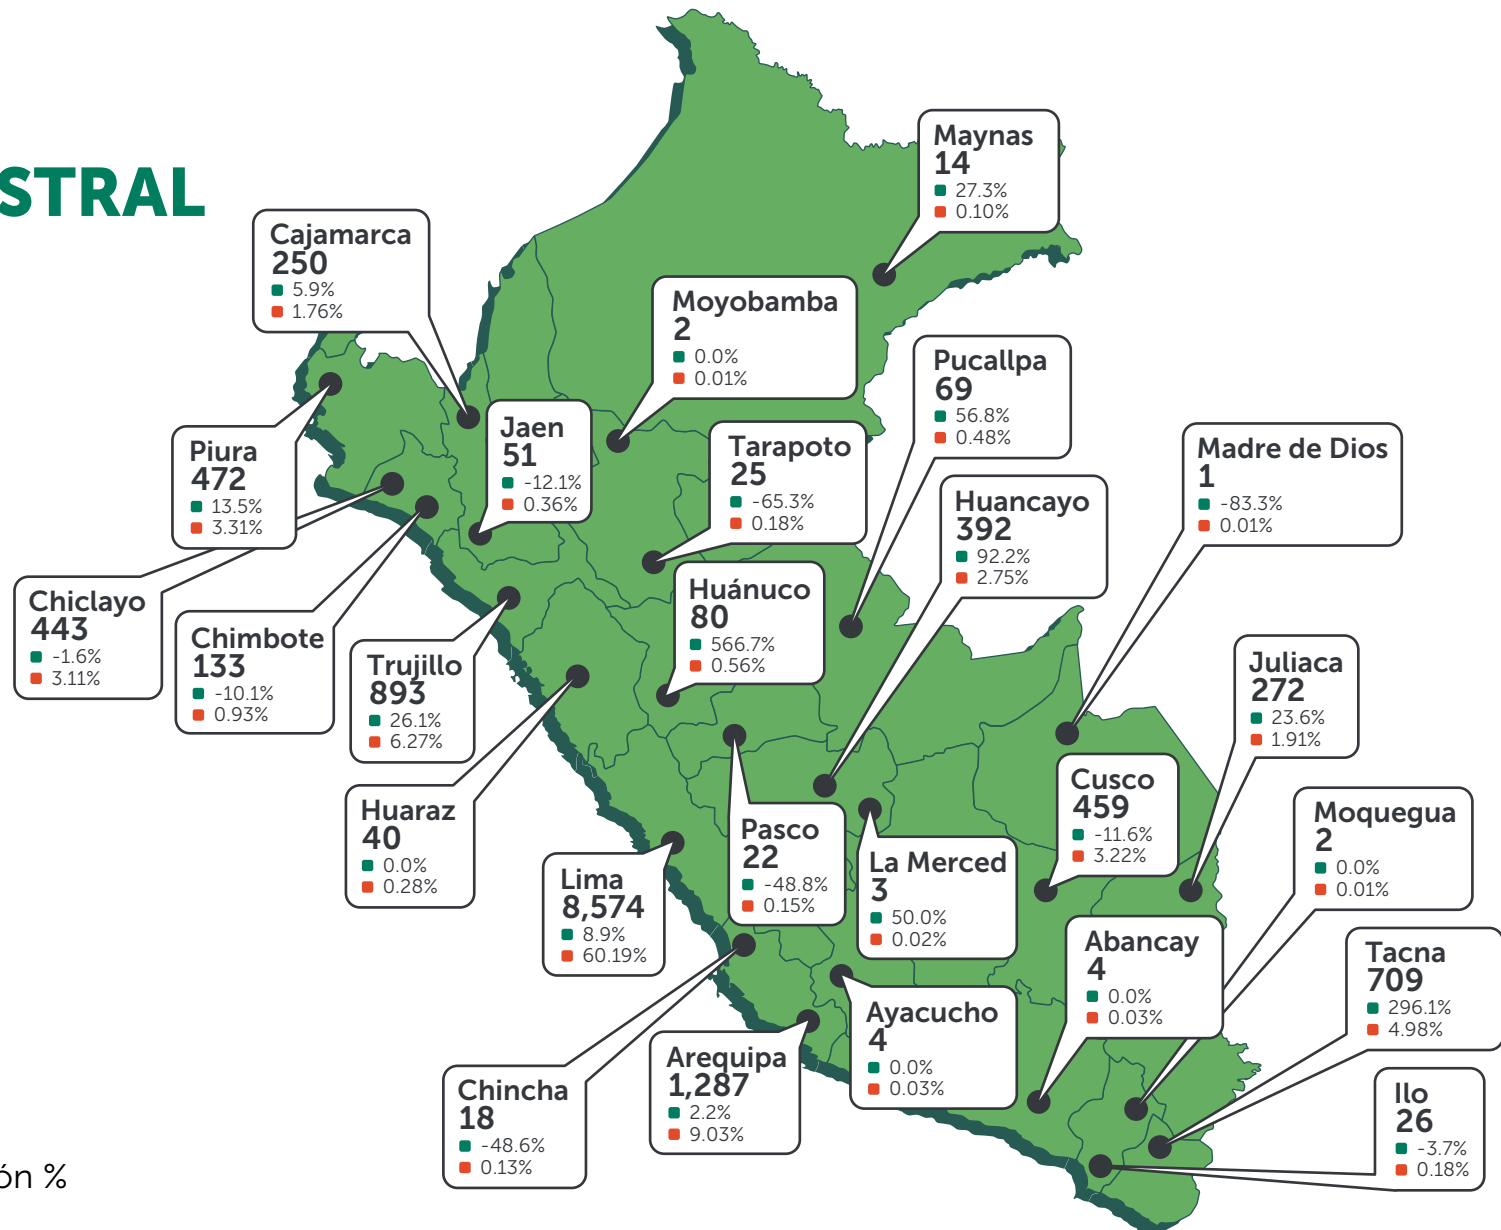 STRAL
Maynas
14
27.3%
0.10%
Cajamarca
250
5.9%
1.76%
Moyobamba
2
0.0%
0.01%
Pucallpa
69
56.8%
0.48%
Piura
472
13.5%
3.31%
Jaen
51
-12.1%
0.36%
Tarapoto
25
-65.3%
0.18%
Madre de Dios
1
-83.3%
0.01%
Huancayo
392
92.2%
2.75%
Chiclayo
443
-1.6%
3.11%
Chimbote
133
-10.1%
0.93%
Trujillo
893
26.1%
6.27%
Huánuco
80
566.7%
0.56%
Juliaca
272
23.6%
1.91%
Huaraz
40
0.0%
0.28%
Lima
8,574
8.9%
60.19%
Pasco
22
-48.8%
0.15%
La Merced
3
50.0%
0.02%
Cusco
459
-11.6%
3.22%
Moquegua
2
0.0%
0.01%
Abancay
4
0.0%
0.03%
Tacna
709
296.1%
4.98%
Chincha
18
-48.6%
0.13%
Arequipa
1,287
2.2%
9.03%
Ayacucho
4
0.0%
0.03%
Ilo
26
-3.7%
0.18%
ón %